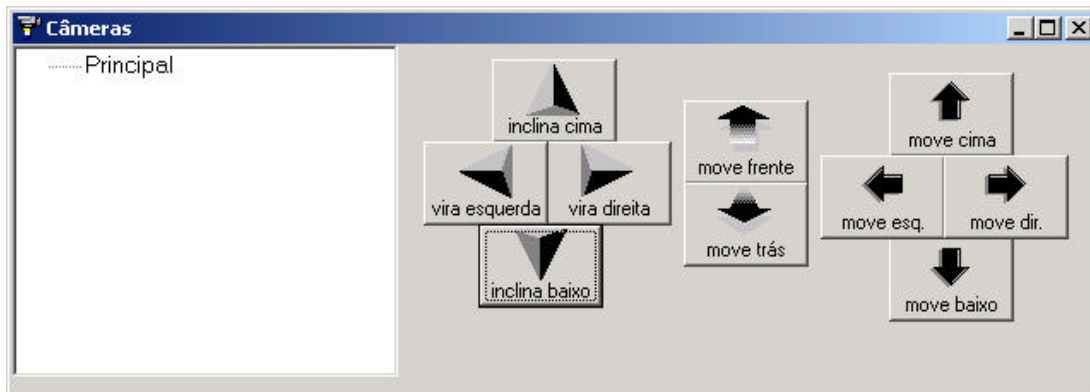 Câmeras
Principal
inclina cima
vira esquerda
vira direita
inclina baixo
move frente
move trás
move cima
move esq.
move dir.
move baixo